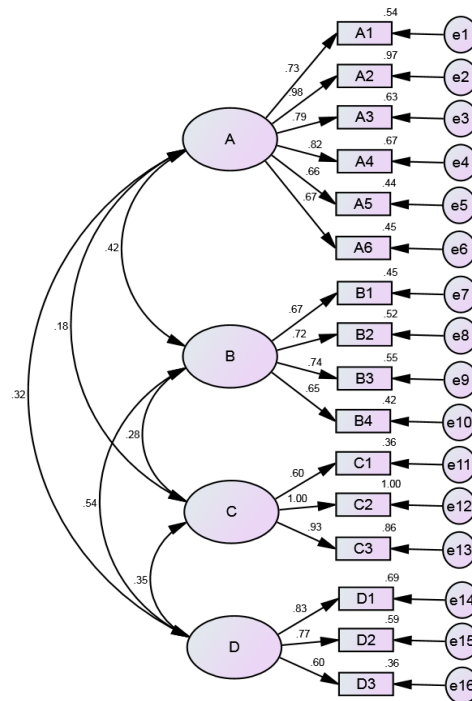 .54
A1 e1
.73
.97
A2 e2
.98
.63
A3 e3
.79
A
.67
.82
A4 e4
.66
.44
A5 e5
.67
.45
A6 e6
.42
.45
B1 e7
.67
.52
B2 e8
.72
.18
B
.55
.74
B3 e9
.65
.42
B4 e10
.32
.28
.36
C1 e11
.60
1.00
1.00
C2 e12
.54
C
.93
.86
C3 e13
.35
.69
D1 e14
.83
.59
D
.77
D2 e15
.60
.36
D3 e16